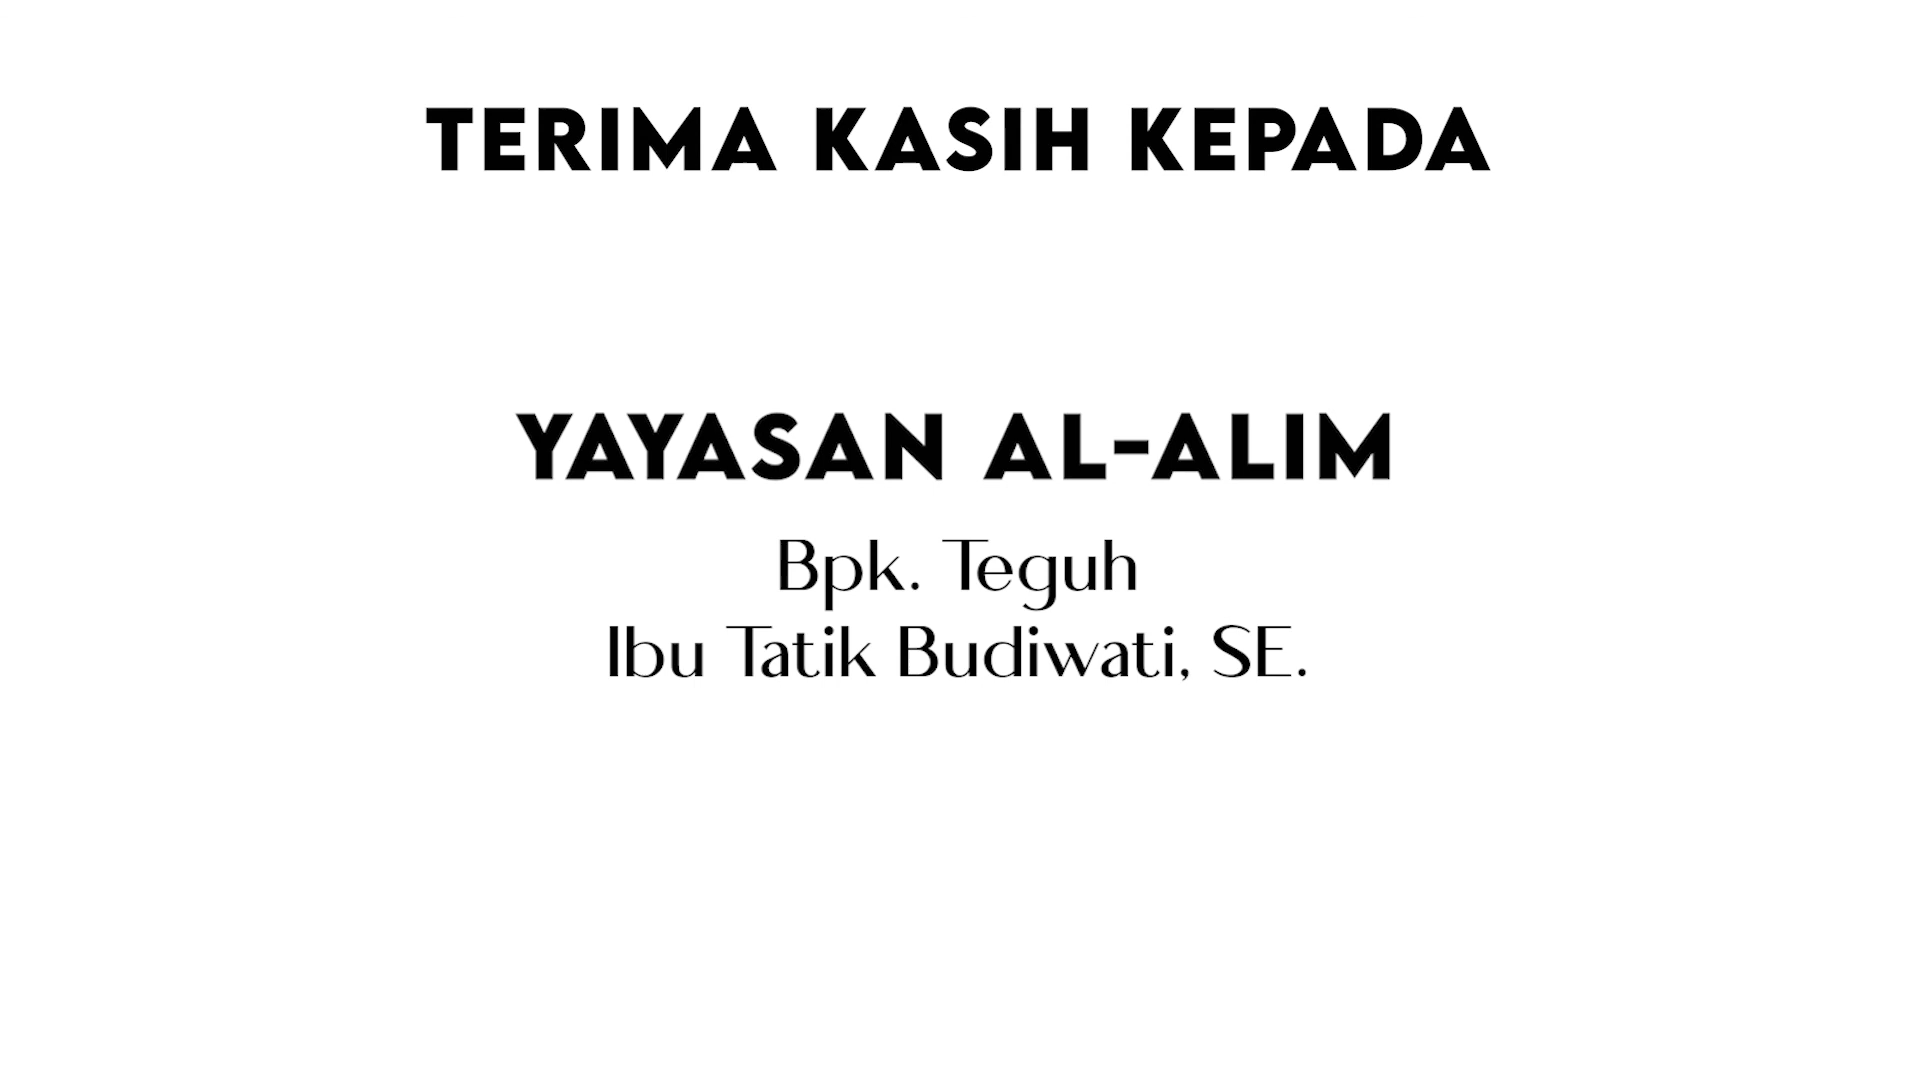 TERIMA KASIH KEPADA
YAYASAN AL-ALIM
Bpk. Teguh
Ibu Tatik Budiwati, SE.